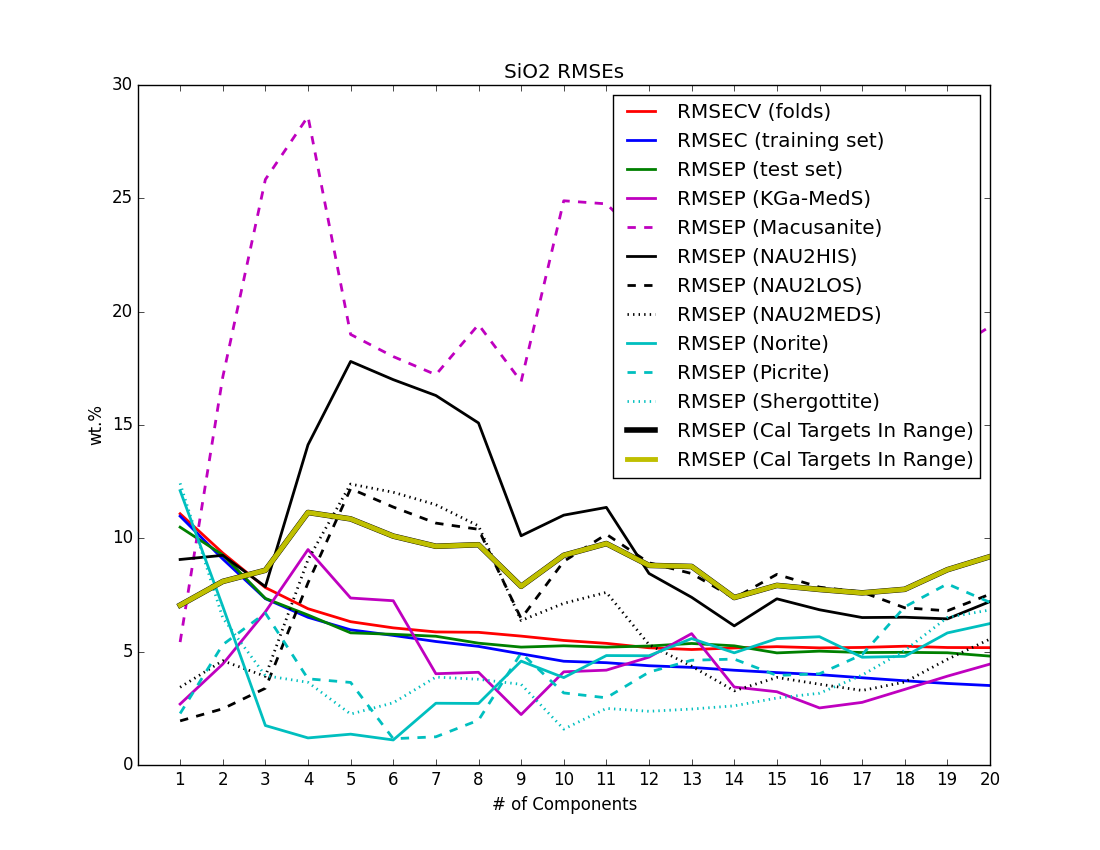 SiO2 RMSEs
30
25
20
15
10
5
0
wt.%
RMSECV (folds)
RMSEC (training set)
RMSEP (test set)
RMSEP (KGa-MedS)
RMSEP (Macusanite)
RMSEP (NAU2HIS)
RMSEP (NAU2LOS)
RMSEP (NAU2MEDS)
RMSEP (Norite)
RMSEP (Picrite)
RMSEP (Shergottite)
RMSEP (Cal Targets In Range)
RMSEP (Cal Targets In Range)
1 2 3 4 5 6 7 8 9 10 11 12 13 14 15 16 17 18 19 20
# of Components